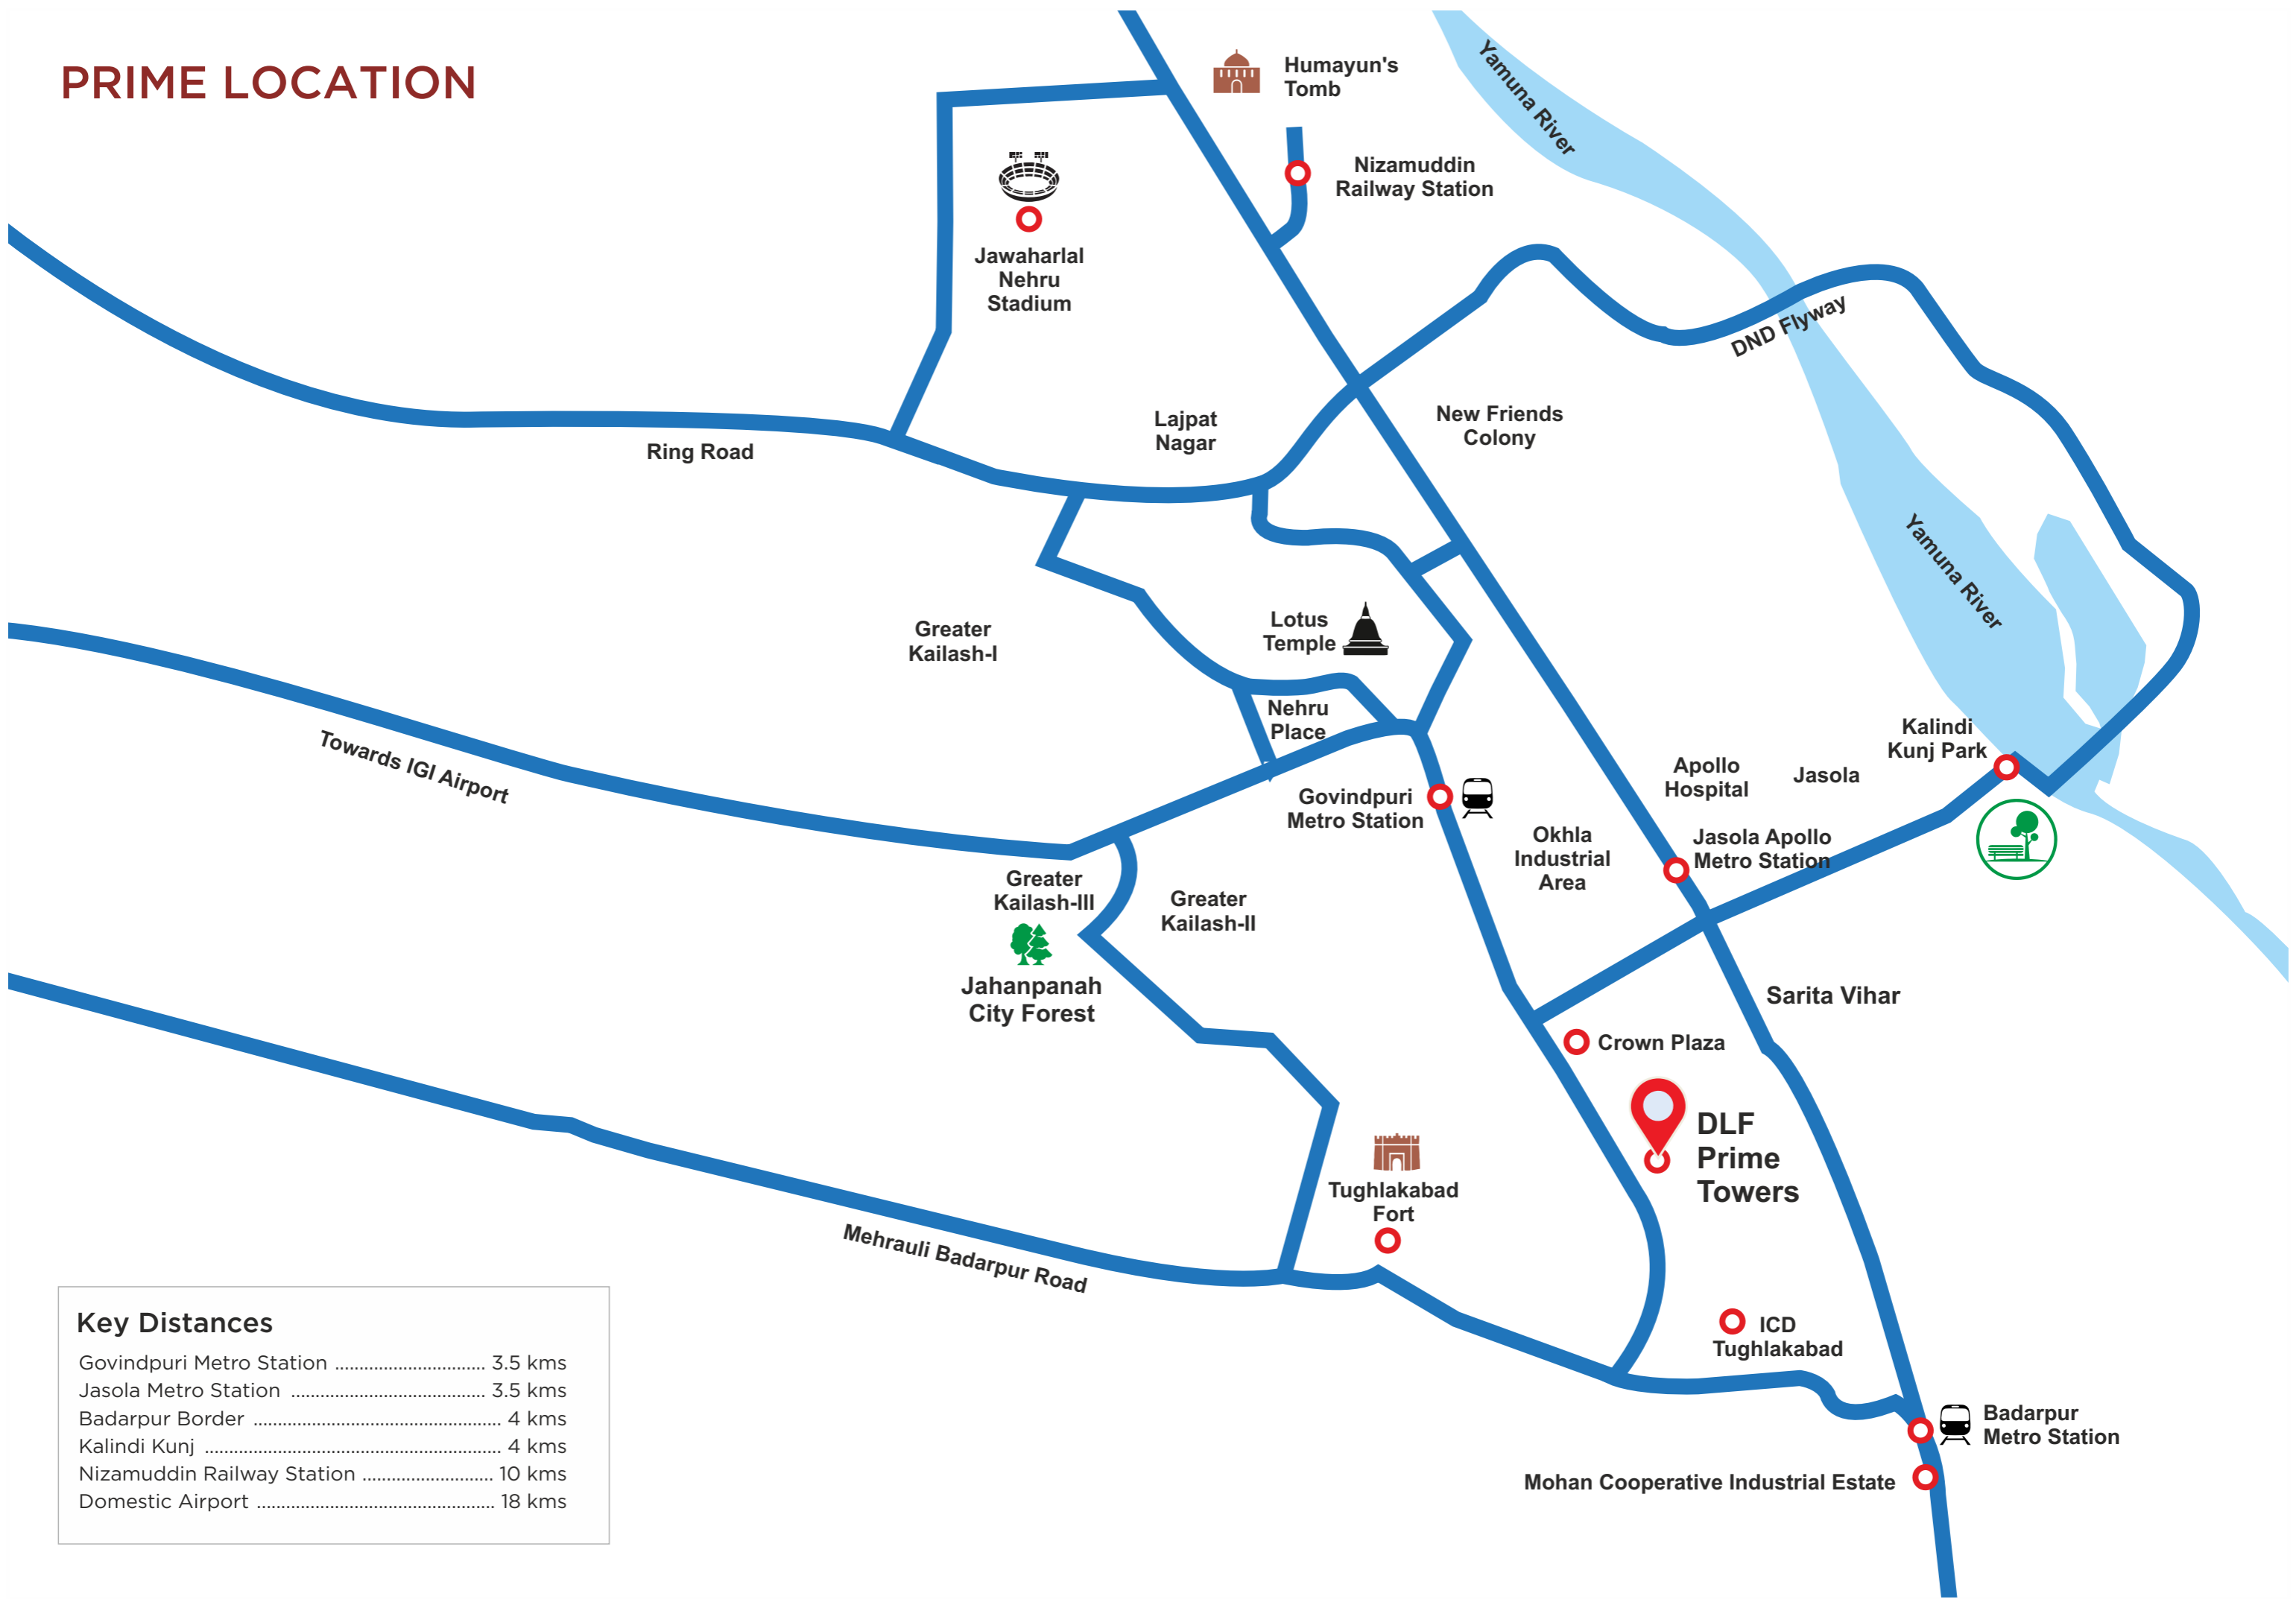 PRIME LOCATION
Humayun's
Tomb
Yamuna River
Nizamuddin
Railway Station
Jawaharlal
Nehru
Stadium
DND Flyway
Lajpat
Nagar
New Friends
Colony
Ring Road
Yamuna River
Greater
Kailash-I
Lotus
Temple
Nehru
Place
Kalindi
Kunj Park
Towards IGI Airport
Apollo
Hospital
Jasola
Govindpuri
Metro Station
Okhla
Industrial
Area
Jasola Apollo
Metro Station
Greater
Kailash-III
Greater
Kailash-II
Jahanpanah
City Forest
Sarita Vihar
Crown Plaza
DLF
Prime
Towers
Tughlakabad
Fort
Mehrauli Badarpur Road
ICD
Tughlakabad
Badarpur
Metro Station
Mohan Cooperative Industrial Estate
Key Distances
Govindpuri Metro Station ............................... 3.5 kms
Jasola Metro Station ........................................ 3.5 kms
Badarpur Border ................................................... 4 kms
Kalindi Kunj ............................................................. 4 kms
Nizamuddin Railway Station ........................... 10 kms
Domestic Airport ................................................. 18 kms